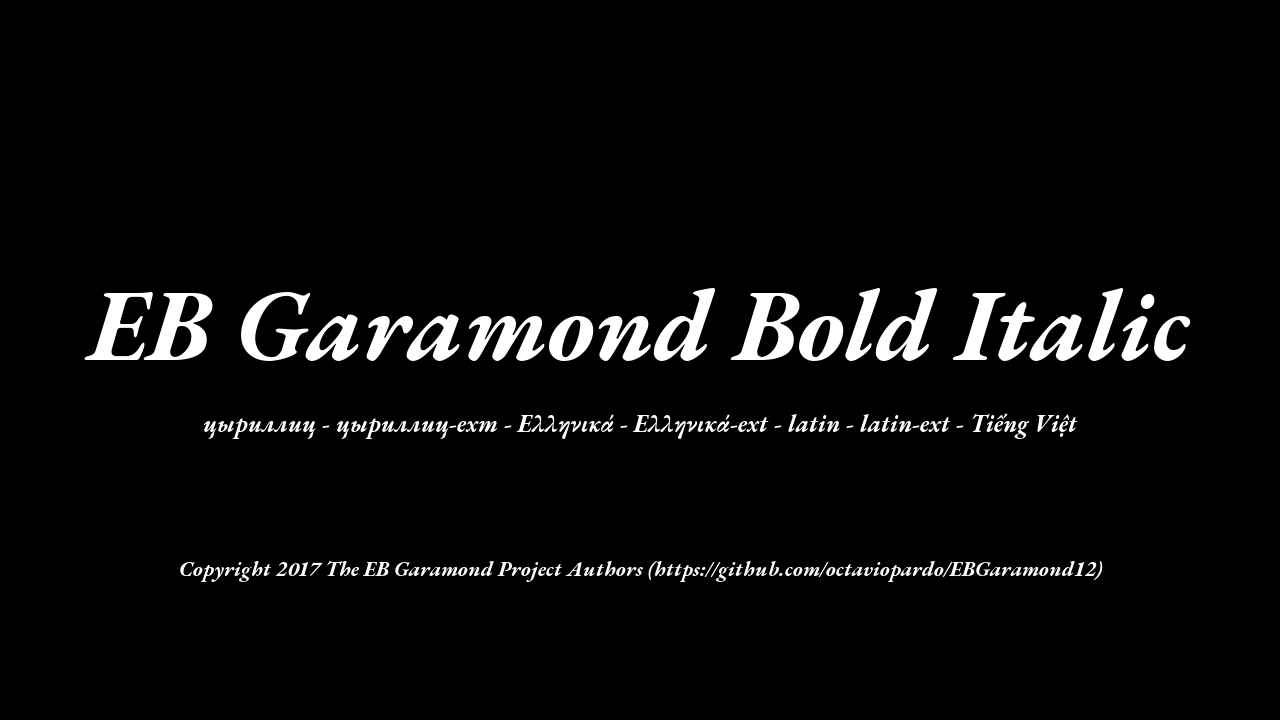 EB Garamond Bold Italic
цыриллиц - цыриллиц-ext - Ελληνικά - Ελληνικά-ext - latin - latin-ext - Tiếng Việt
Copyright 2017 The EB Garamond Project Authors (https://github.com/octaviopardo/EBGaramond12)